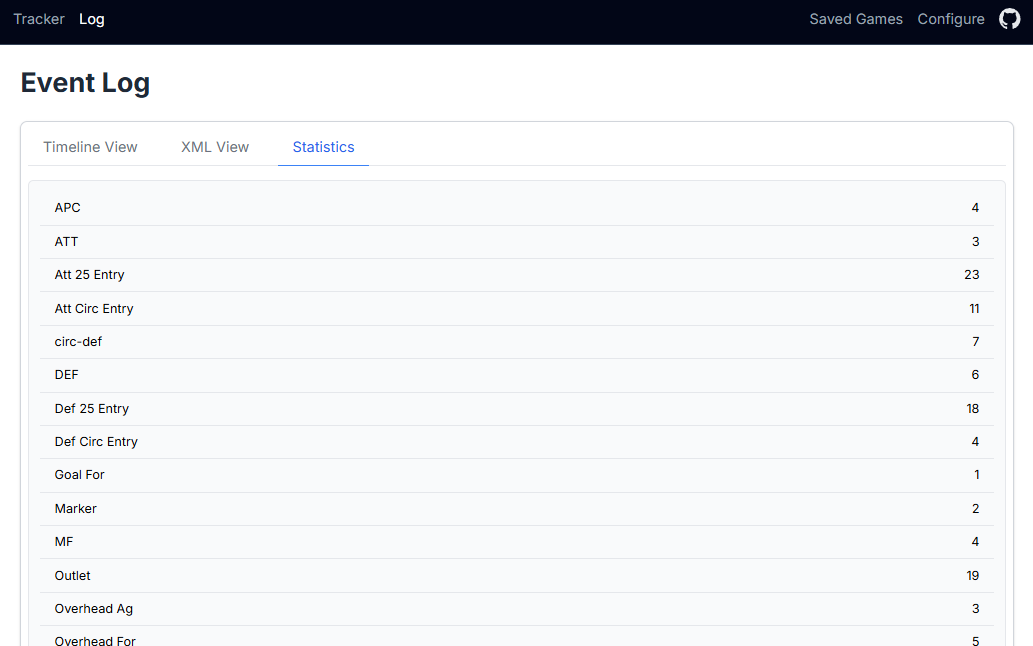 Tracker Log Saved Games Configure
Event Log
Timeline View XML View Statistics
APC 4
ATT 3
Att 25 Entry 23
Att Circ Entry 11
circ-def 7
DEF 6
Def 25 Entry 18
Def Circ Entry 4
Goal For 1
Marker 2
MF 4
Outlet 19
Overhead Ag 3
Overhead For 5